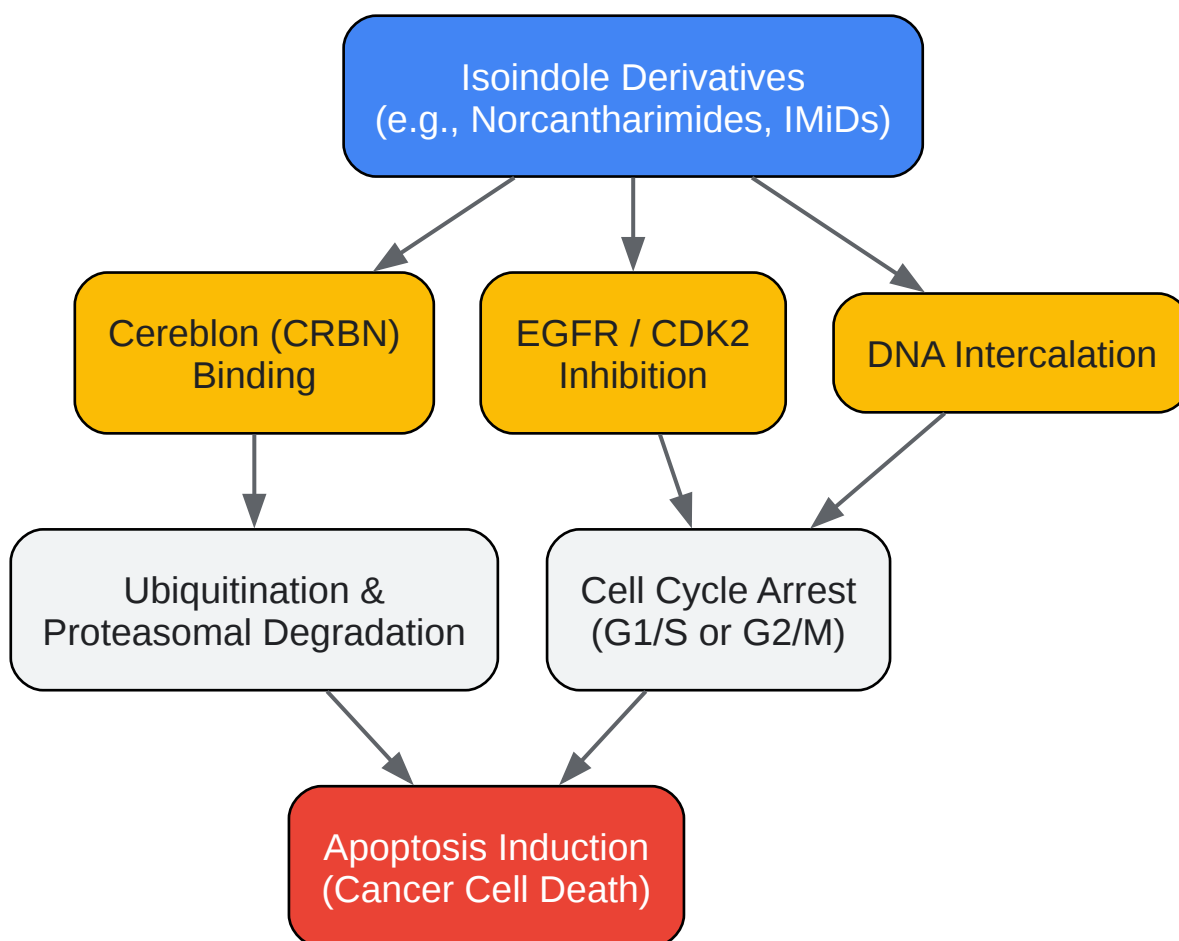 Isoindole Derivatives
(e.g., Norcantharimides, IMiDs)
Cereblon (CRBN)
Binding
EGFR / CDK2
Inhibition
DNA Intercalation
Ubiquitination &
Proteasomal Degradation
Cell Cycle Arrest
(G1/S or G2/M)
Apoptosis Induction
(Cancer Cell Death)